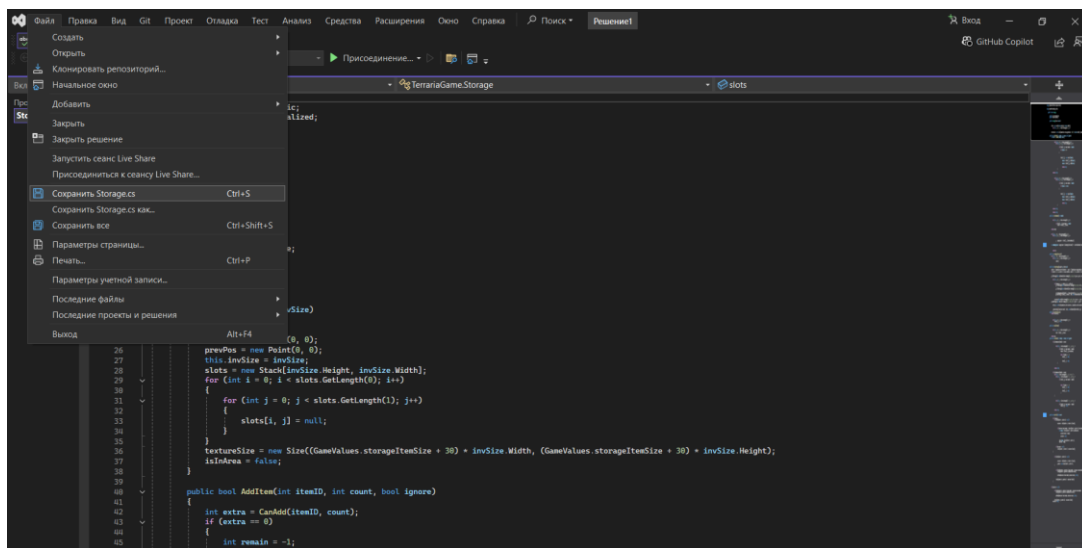 Файл Правка Вид Git Проект Отладка Тест Анализ Средства Расширения Окно Справка Поиск Решение1 Вход
GitHub Copilot
Присоединение...
TerrariaGame.Storage slots
Создать
Открыть
Клонировать репозиторий...
Начальное окно
Добавить
Закрыть
Закрыть решение
Запустить сеанс Live Share
Присоединиться к сеансу Live Share...
Сохранить Storage.cs Ctrl+S
Сохранить Storage.cs как...
Сохранить все Ctrl+Shift+S
Параметры страницы...
Печать... Ctrl+P
Параметры учетной записи...
Последние файлы
Последние проекты и решения
Выход Alt+F4
ic;
alized;
e;
nvSize)
(0, 0);
26 prevPos = new Point(0, 0);
27 this.invSize = invSize;
28 slots = new Stack[invSize.Height, invSize.Width];
29 for (int i = 0; i < slots.GetLength(0); i++)
30 {
31 for (int j = 0; j < slots.GetLength(1); j++)
32 {
33 slots[i, j] = null;
34 }
35 }
36 textureSize = new Size((GameValues.storageItemSize + 30) * invSize.Width, (GameValues.storageItemSize + 30) * invSize.Height);
37 isInArea = false;
38 }
39
40 public bool AddItem(int itemID, int count, bool ignore)
41 {
42 int extra = CanAdd(itemID, count);
43 if (extra == 0)
44 {
45 int remain = -1;